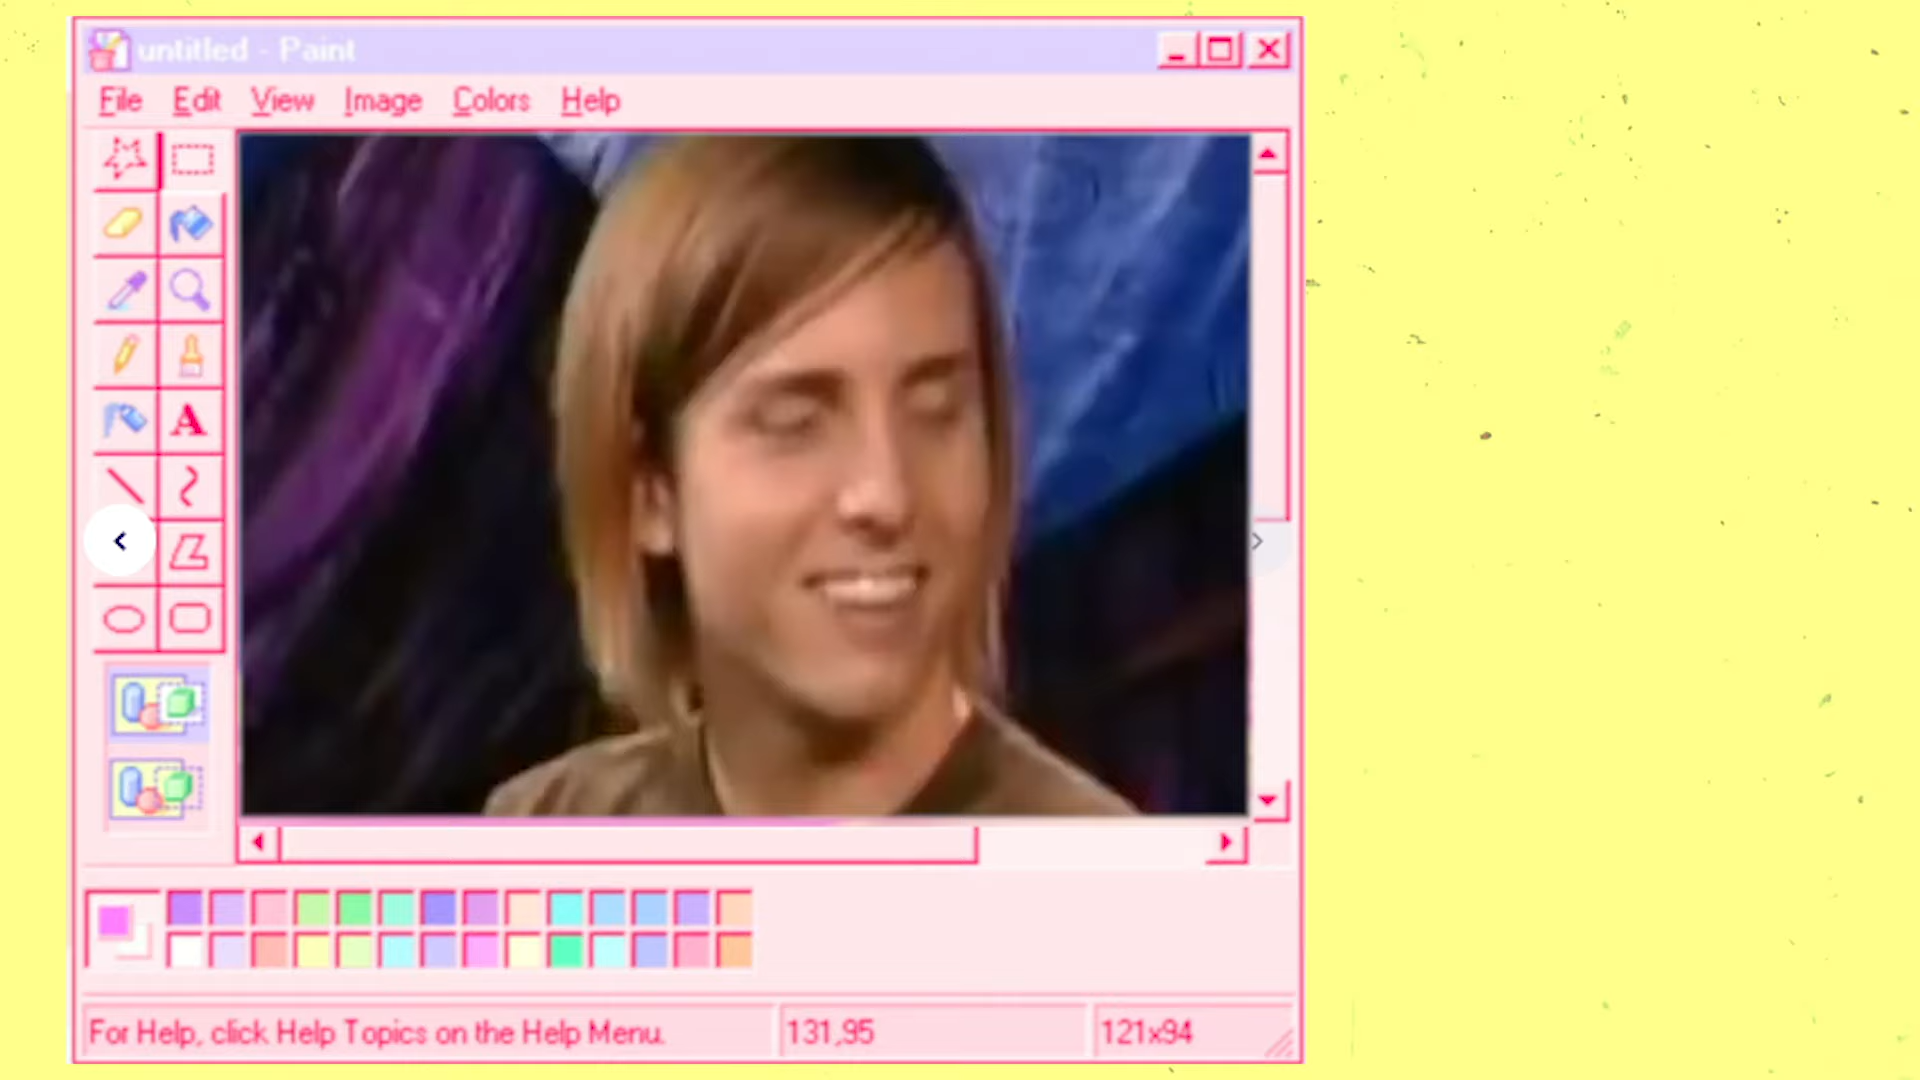 untitled - Paint
File Edit View Image Colors Help
A
For Help, click Help Topics on the Help Menu. 131,95 121x94